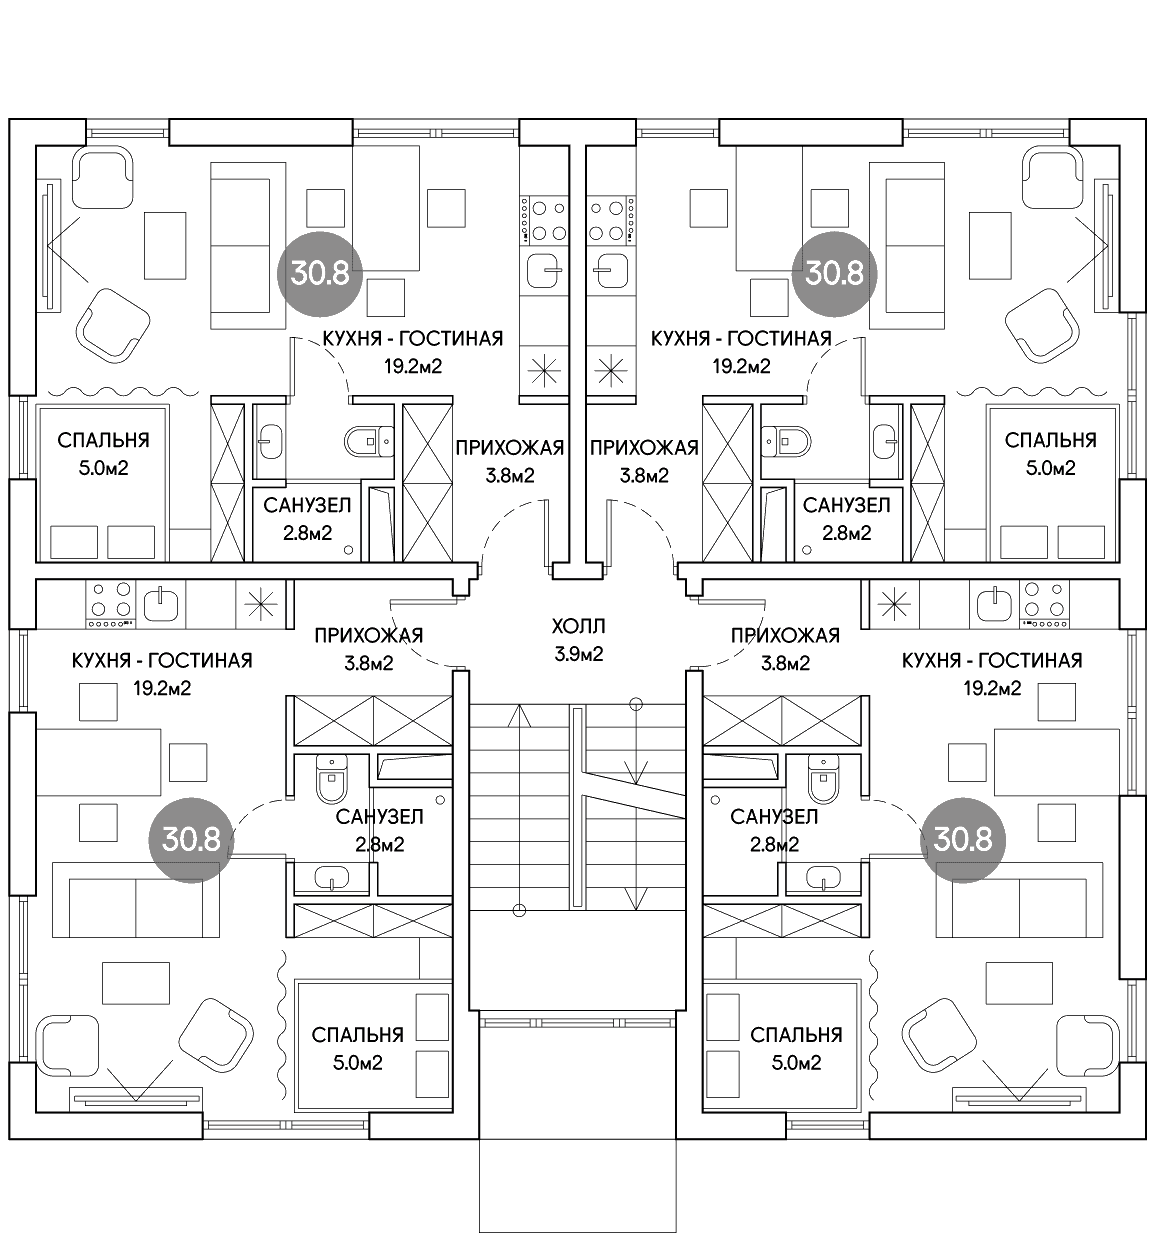 30.8
КУХНЯ - ГОСТИНАЯ
19.2м2
СПАЛЬНЯ
5.0м2
САНУЗЕЛ
2.8м2
ПРИХОЖАЯ
3.8м2
30.8
КУХНЯ - ГОСТИНАЯ
19.2м2
ПРИХОЖАЯ
3.8м2
САНУЗЕЛ
2.8м2
СПАЛЬНЯ
5.0м2
ПРИХОЖАЯ
3.8м2
КУХНЯ - ГОСТИНАЯ
19.2м2
ХОЛЛ
3.9м2
ПРИХОЖАЯ
3.8м2
КУХНЯ - ГОСТИНАЯ
19.2м2
30.8
САНУЗЕЛ
2.8м2
САНУЗЕЛ
2.8м2
30.8
СПАЛЬНЯ
5.0м2
СПАЛЬНЯ
5.0м2